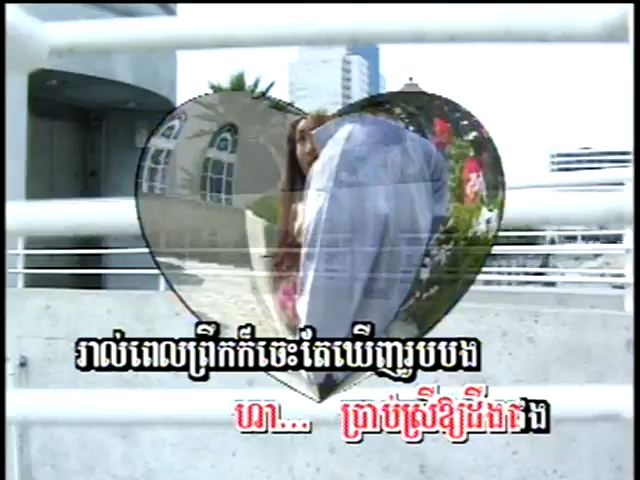 រាល់ពេលព្រឹកក៏ចេះតែឃើញរូបបង
ហា... ប្រាប់ស្រីឱ្យដឹងផង